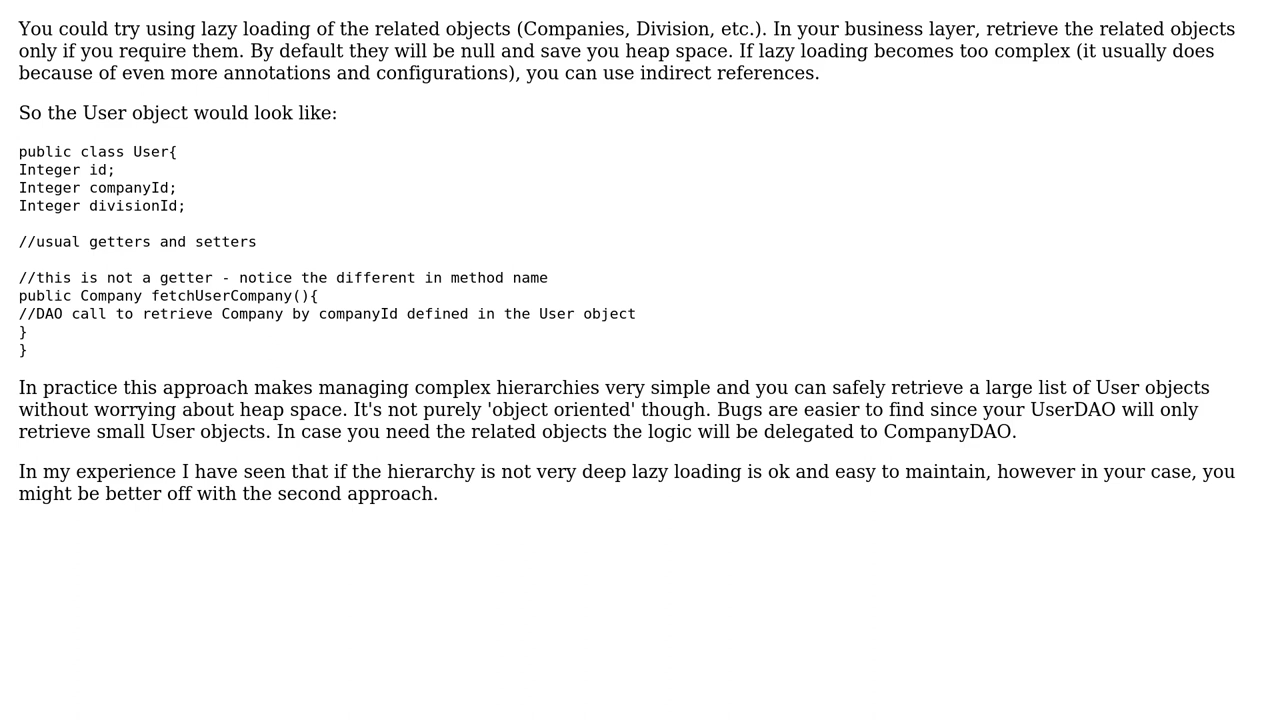 You could try using lazy loading of the related objects (Companies, Division, etc.). In your business layer, retrieve the related objects
only if you require them. By default they will be null and save you heap space. If lazy loading becomes too complex (it usually does
because of even more annotations and configurations), you can use indirect references.
So the User object would look like:
public class User{
Integer id;
Integer companyId;
Integer divisionId;
//usual getters and setters
//this is not a getter - notice the different in method name
public Company fetchUserCompany(){
//DAO call to retrieve Company by companyId defined in the User object
}
}
In practice this approach makes managing complex hierarchies very simple and you can safely retrieve a large list of User objects
without worrying about heap space. It's not purely 'object oriented' though. Bugs are easier to find since your UserDAO will only
retrieve small User objects. In case you need the related objects the logic will be delegated to CompanyDAO.
In my experience I have seen that if the hierarchy is not very deep lazy loading is ok and easy to maintain, however in your case, you
might be better off with the second approach.